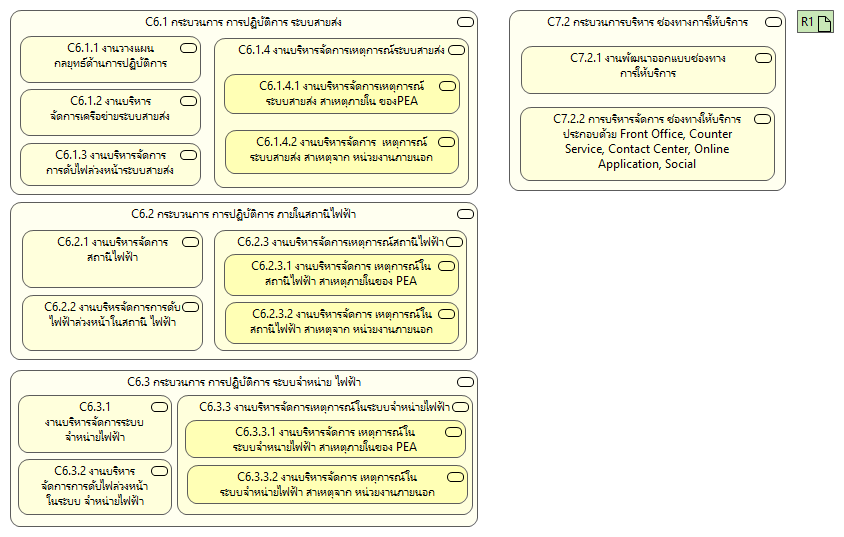 C6.1 กระบวนการ การปฏิบัติการ ระบบสายส่ง
C6.1.1 งานวางแผน
กลยุทธ์ด้านการปฏิบัติการ
C6.1.2 งานบริหาร
จัดการเครือข่ายระบบสายส่ง
C6.1.3 งานบริหารจัดการ
การดับไฟล่วงหน้าระบบสายส่ง
C6.1.4 งานบริหารจัดการเหตุการณ์ระบบสายส่ง
C6.1.4.1 งานบริหารจัดการเหตุการณ์
ระบบสายส่ง สาเหตุภายใน ของPEA
C6.1.4.2 งานบริหารจัดการ เหตุการณ์
ระบบสายส่ง สาเหตุจาก หน่วยงานภายนอก
C6.2 กระบวนการ การปฏิบัติการ ภายในสถานีไฟฟ้า
C6.2.1 งานบริหารจัดการ
สถานีไฟฟ้า
C6.2.2 งานบริหรจัดการการดับ
ไฟฟ้าล่วงหน้าในสถานี ไฟฟ้า
C6.2.3 งานบริหารจัดการเหตุการณ์สถานีไฟฟ้า
C6.2.3.1 งานบริหารจัดการ เหตุการณ์ใน
สถานีไฟฟ้า สาเหตุภายในของ PEA
C6.2.3.2 งานบริหารจัดการ เหตุการณ์ใน
สถานีไฟฟ้า สาเหตุจาก หน่วยงานภายนอก
C6.3 กระบวนการ การปฏิบัติการ ระบบจำหน่าย ไฟฟ้า
C6.3.1
งานบริหารจัดการระบบ
จำหน่ายไฟฟ้า
C6.3.2 งานบริหาร
จัดการการดับไฟล่วงหน้า
ในระบบ จำหน่ายไฟฟ้า
C6.3.3 งานบริหารจัดการเหตุการณ์ในระบบจำหน่ายไฟฟ้า
C6.3.3.1 งานบริหารจัดการ เหตุการณ์ใน
ระบบจำหนายไฟฟ้า สาเหตุภายในของ PEA
C6.3.3.2 งานบริหารจัดการ เหตุการณ์ใน
ระบบจำหน่ายไฟฟ้า สาเหตุจาก หน่วยงานภายนอก
C7.2 กระบวนการบริหาร ช่องทางการให้บริการ
C7.2.1 งานพัฒนาออกแบบช่องทาง
การให้บริการ
C7.2.2 การบริหารจัดการ ช่องทางให้บริการ
ประกอบด้วย Front Office, Counter
Service, Contact Center, Online
Application, Social
R1